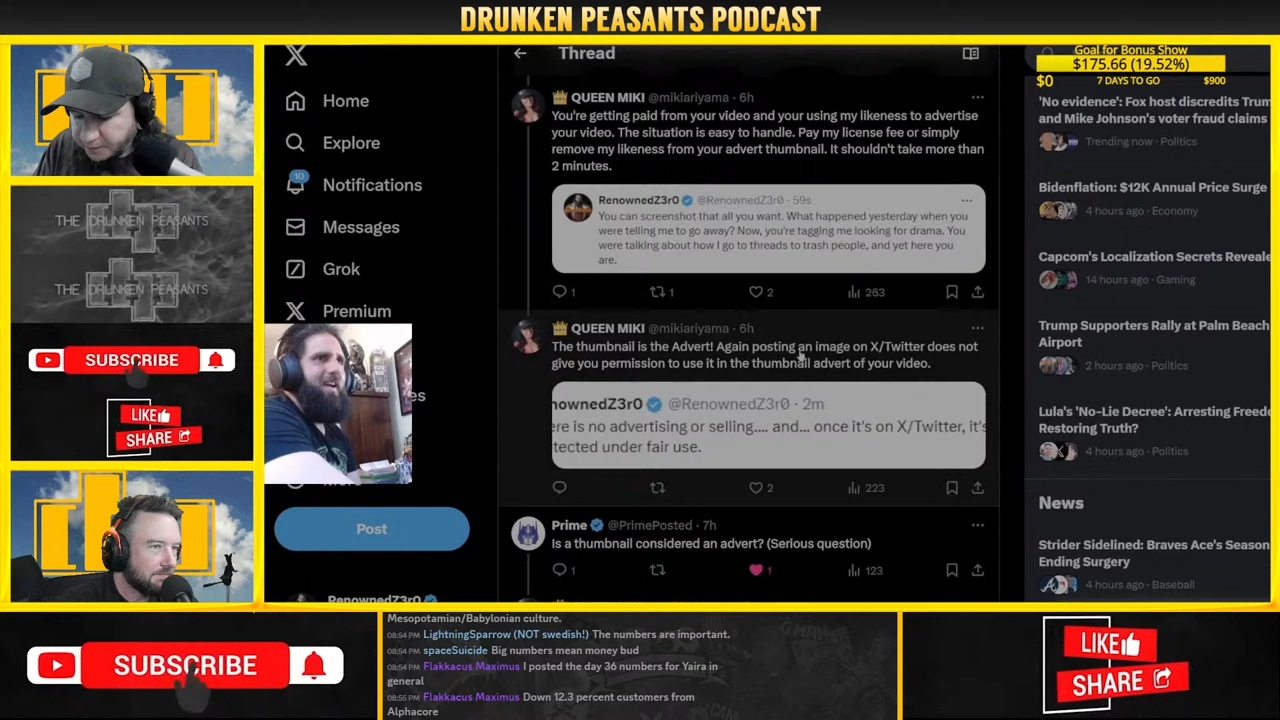 DRUNKEN PEASANTS PODCAST
THE DRUNKEN PEASANTS
THE DRUNKEN PEASANTS
SUBSCRIBE
LIKE
SHARE
Home
Explore
10
Notifications
Messages
Grok
Premium
Post
RenownedZ3r0
Thread
QUEEN MIKI @mikiariyama · 6h
You're getting paid from your video and your using my likeness to advertise
your video. The situation is easy to handle. Pay my license fee or simply
remove my likeness from your advert thumbnail. It shouldn't take more than
2 minutes.
RenownedZ3r0 @RenownedZ3r0 · 59s
You can screenshot that all you want. What happened yesterday when you
were telling me to go away? Now, you're tagging me looking for drama. You
were talking about how I go to threads to trash people, and yet here you
are.
1 1 2 263
QUEEN MIKI @mikiariyama · 6h
The thumbnail is the Advert! Again posting an image on X/Twitter does not
give you permission to use it in the thumbnail advert of your video.
nownedZ3r0 @RenownedZ3r0 · 2m
ere is no advertising or selling.... and... once it's on X/Twitter, it's
tected under fair use.
2 223
Prime @PrimePosted · 7h
Is a thumbnail considered an advert? (Serious question)
1 1 123
Goal for Bonus Show
$175.66 (19.52%)
$0 7 DAYS TO GO $900
'No evidence': Fox host discredits Trum
and Mike Johnson's voter fraud claims
Trending now · Politics
Bidenflation: $12K Annual Price Surge
4 hours ago · Economy
Capcom's Localization Secrets Reveale
14 hours ago · Gaming
Trump Supporters Rally at Palm Beach
Airport
2 hours ago · Politics
Lula's 'No-Lie Decree': Arresting Freedo
Restoring Truth?
4 hours ago · Politics
News
Strider Sidelined: Braves Ace's Season
Ending Surgery
4 hours ago · Baseball
SUBSCRIBE
Mesopotamian/Babylonian culture.
08:54 PM LightningSparrow (NOT swedish!) The numbers are important.
08:54 PM spaceSuicide Big numbers mean money bud
08:54 PM Flakkacus Maximus I posted the day 36 numbers for Yaira in
general
08:55 PM Flakkacus Maximus Down 12.3 percent customers from
Alphacore
LIKE
SHARE